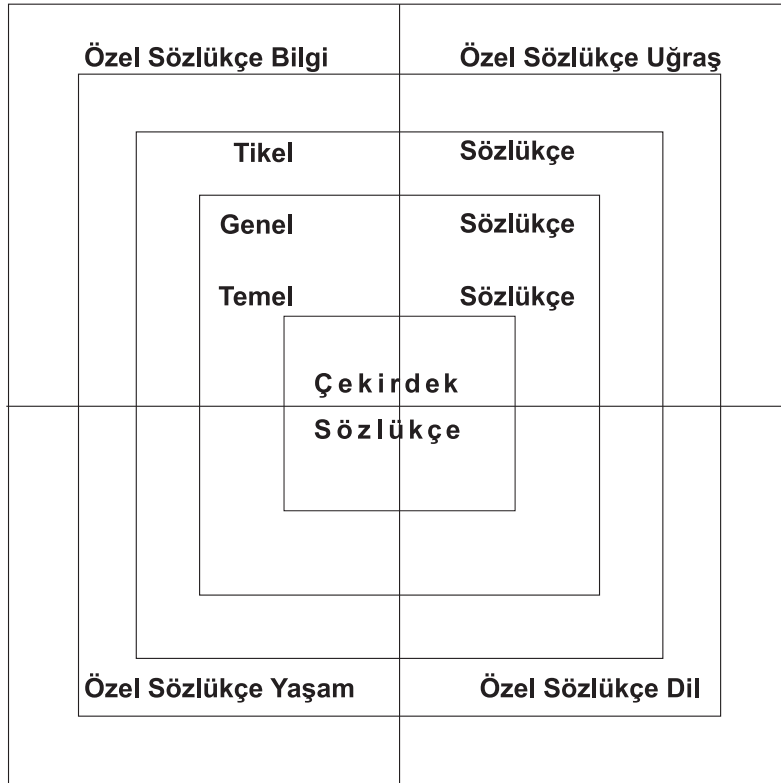 Özel Sözlükçe Bilgi Özel Sözlükçe Uğraş
Tikel Sözlükçe
Genel Sözlükçe
Temel Sözlükçe
Çekirdek
Sözlükçe
Özel Sözlükçe Yaşam Özel Sözlükçe Dil